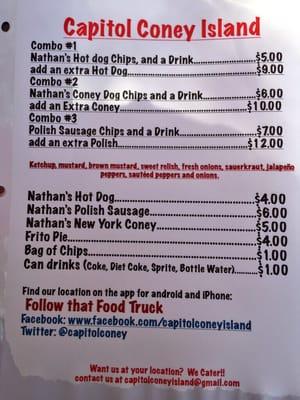 Capitol Coney Island
Combo #1
Nathan's Hot dog Chips, and a Drink.....................$5.00
add an extra Hot Dog..........................................$9.00
Combo #2
Nathan's Coney Dog Chips and a Drink...................$6.00
add an Extra Coney..........................................$10.00
Combo #3
Polish Sausage Chips and a Drink.........................$7.00
add an extra Polish..........................................$12.00
Ketchup, mustard, brown mustard, sweet relish, fresh onions, sauerkraut, jalapeño
peppers, sautéed peppers and onions.
Nathan's Hot Dog..........................................$4.00
Nathan's Polish Sausage...................................$6.00
Nathan's New York Coney...................................$5.00
Frito Pie..................................................$4.00
Bag of Chips...............................................$1.00
Can drinks (Coke, Diet Coke, Sprite, Bottle Water).........$1.00
Find our location on the app for android and iPhone:
Follow that Food Truck
Facebook: www.facebook.com/capitolconeyisland
Twitter: @capitolconey
Want us at your location? We Cater!!
contact us at capitolconeyisland@gmail.com